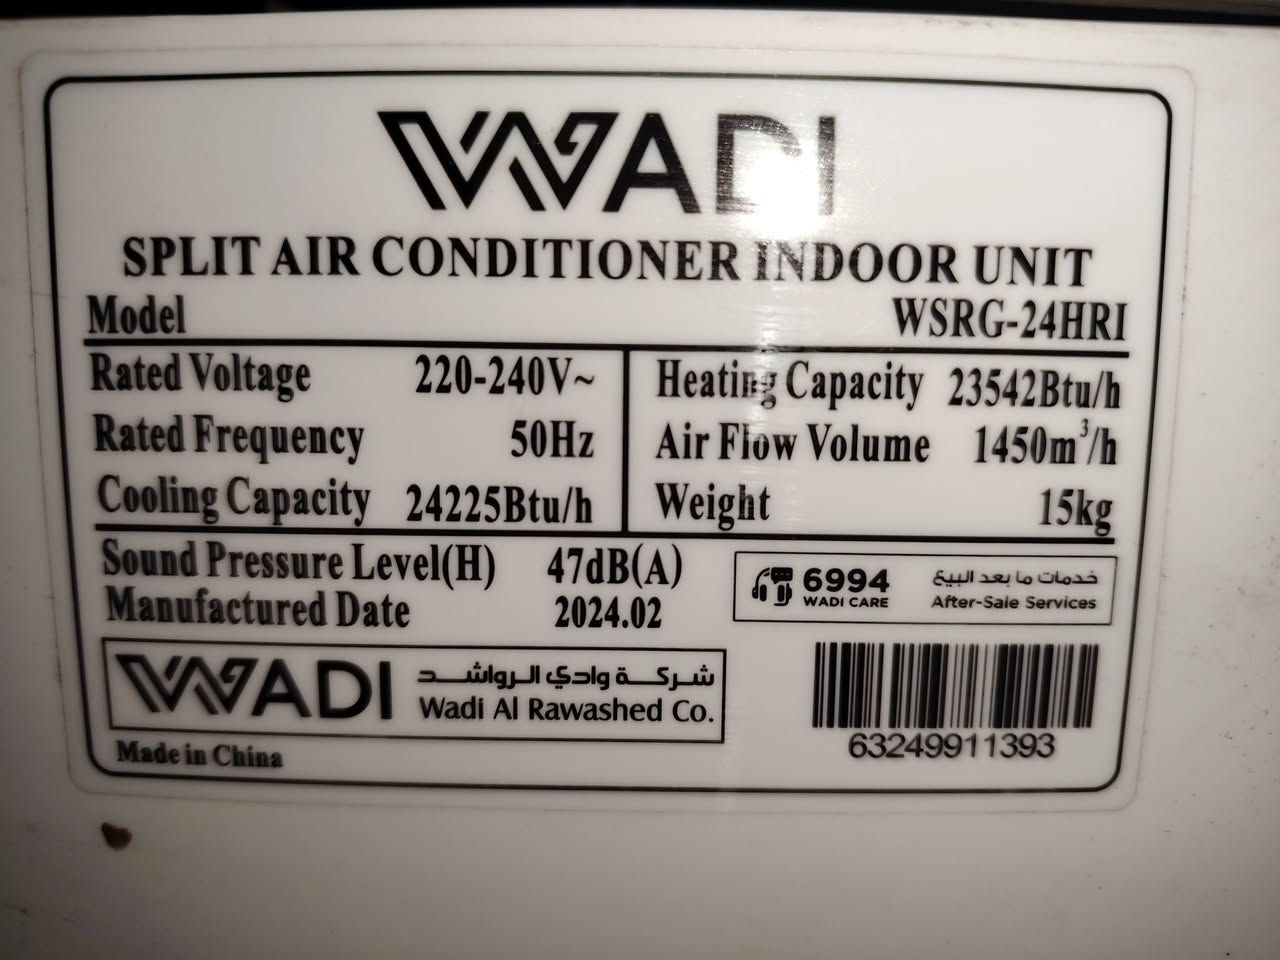 WADI
SPLIT AIR CONDITIONER INDOOR UNIT
Model WSRG-24HRI
Rated Voltage 220-240V~
Rated Frequency 50Hz
Cooling Capacity 24225Btu/h
Heating Capacity 23542Btu/h
Air Flow Volume 1450m³/h
Weight 15kg
Sound Pressure Level(H) 47dB(A)
Manufactured Date 2024.02
6994
WADI CARE
خدمات ما بعد البيع
After-Sale Services
WADI
شركة وادي الرواشد
Wadi Al Rawashed Co.
Made in China
63249911393